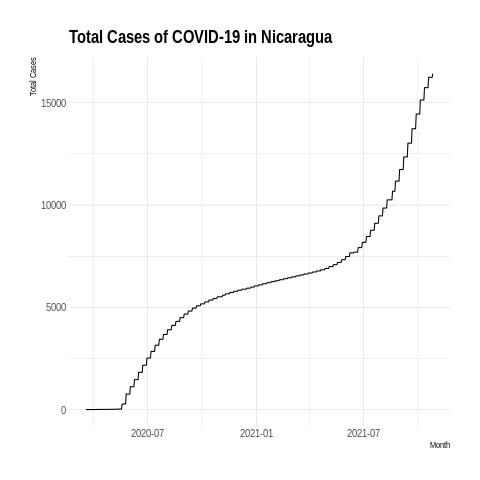 Total Cases of COVID-19 in Nicaragua
Total Cases
15000
10000
5000
0
2020-07
2021-01
2021-07
Month